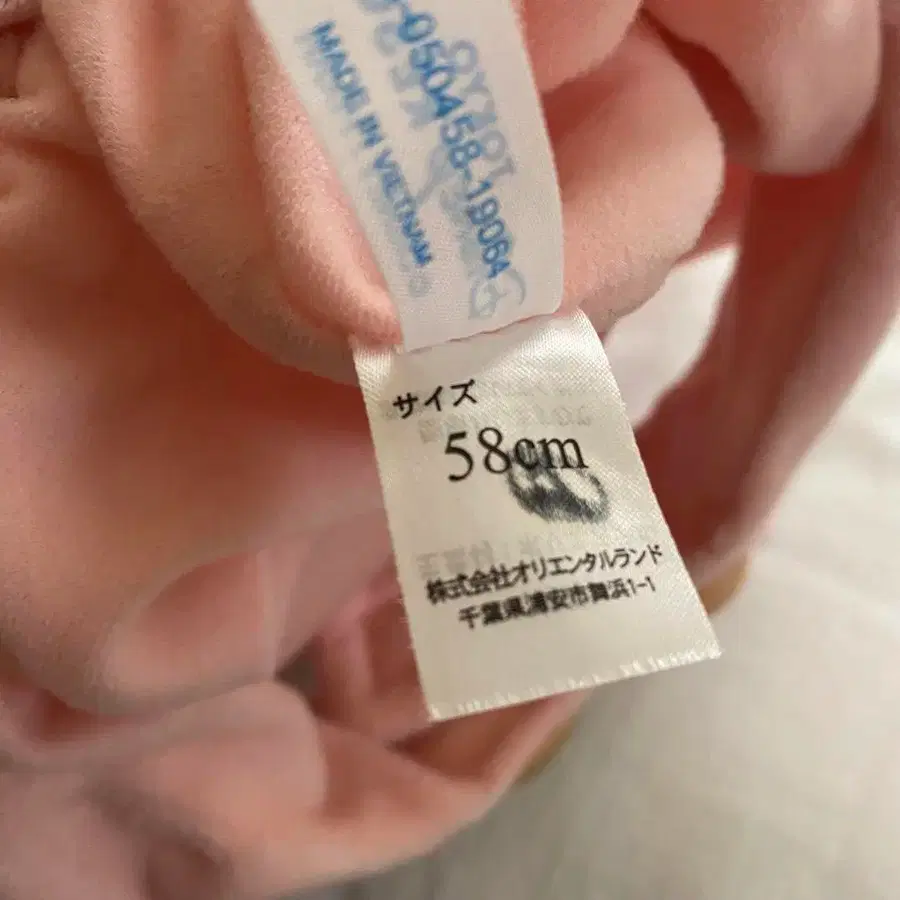 -050458-1906A
MADE IN VIETNAM
サイズ
58cm
株式会社オリエンタルランド
千葉県浦安市舞浜1-1